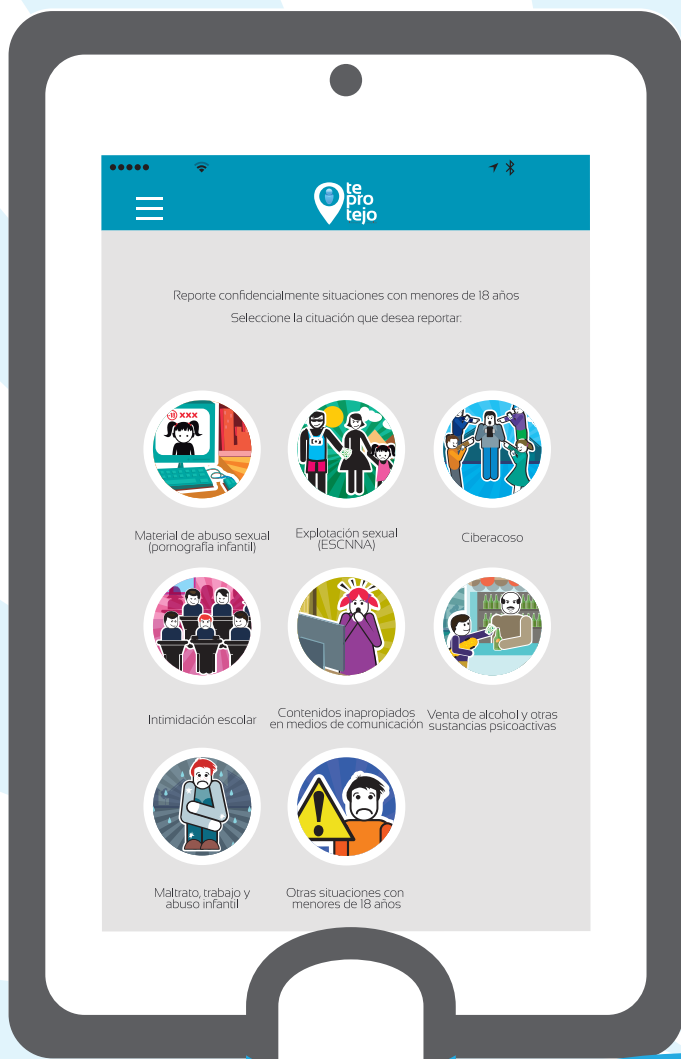 te
pro
tejo
Reporte confidencialmente situaciones con menores de 18 años
Seleccione la cituación que desea reportar:
-18 XXX
Material de abuso sexual
(pornografía infantil)
Explotación sexual
(ESCNNA)
Ciberacoso
Intimidación escolar
Contenidos inapropiados
en medios de comunicación
Venta de alcohol y otras
sustancias psicoactivas
Maltrato, trabajo y
abuso infantil
Otras situaciones con
menores de 18 años